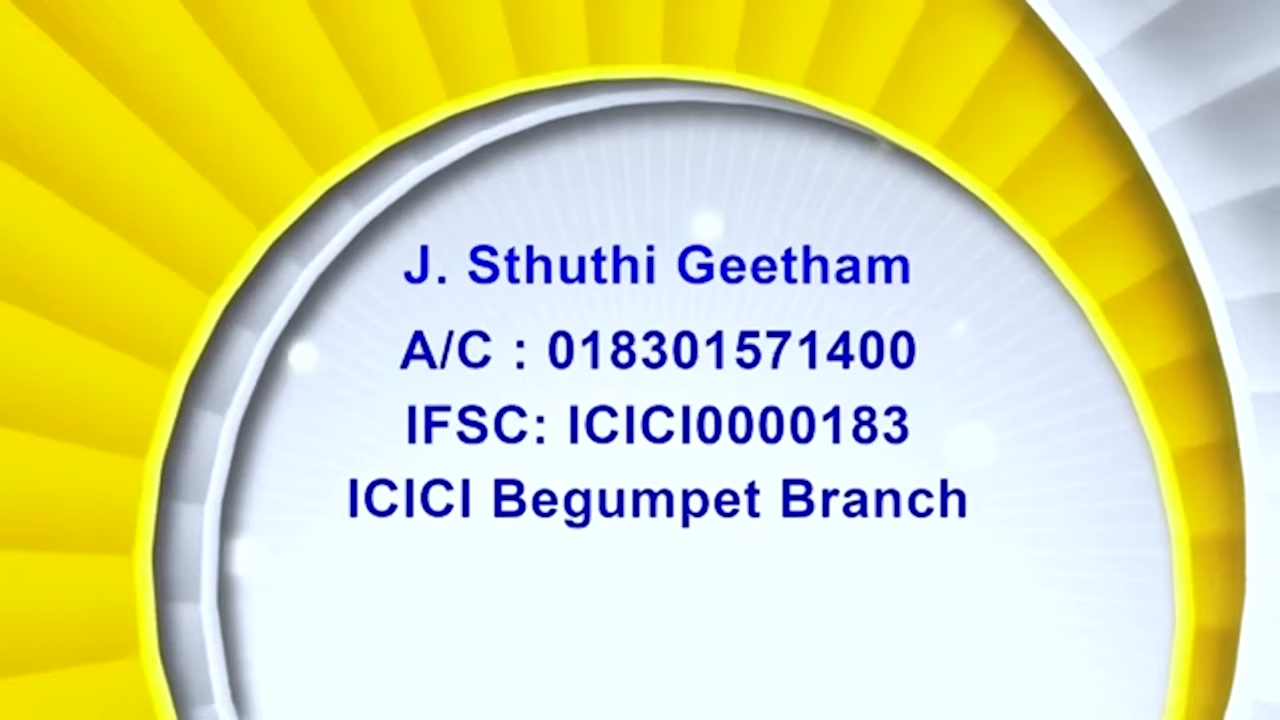 J. Sthuthi Geetham
A/C : 018301571400
IFSC: ICICI0000183
ICICI Begumpet Branch